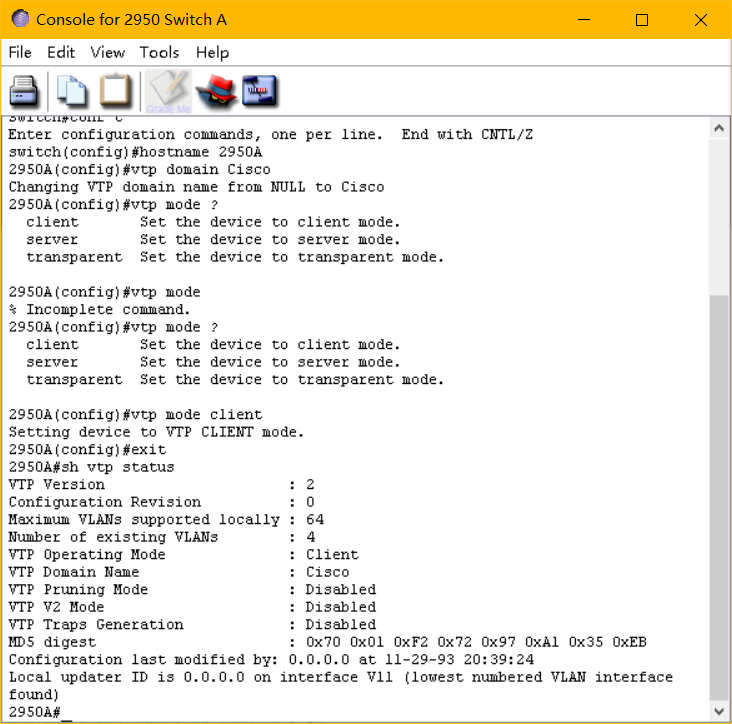 Console for 2950 Switch A
File Edit View Tools Help
Grade Me
Switch#conf t
Enter configuration commands, one per line.  End with CNTL/Z
switch(config)#hostname 2950A
2950A(config)#vtp domain Cisco
Changing VTP domain name from NULL to Cisco
2950A(config)#vtp mode ?
  client       Set the device to client mode.
  server       Set the device to server mode.
  transparent  Set the device to transparent mode.
2950A(config)#vtp mode
% Incomplete command.
2950A(config)#vtp mode ?
  client       Set the device to client mode.
  server       Set the device to server mode.
  transparent  Set the device to transparent mode.
2950A(config)#vtp mode client
Setting device to VTP CLIENT mode.
2950A(config)#exit
2950A#sh vtp status
VTP Version                     : 2
Configuration Revision          : 0
Maximum VLANs supported locally : 64
Number of existing VLANs        : 4
VTP Operating Mode              : Client
VTP Domain Name                 : Cisco
VTP Pruning Mode                : Disabled
VTP V2 Mode                     : Disabled
VTP Traps Generation            : Disabled
MD5 digest                      : 0x70 0x01 0xF2 0x72 0x97 0xA1 0x35 0xEB
Configuration last modified by: 0.0.0.0 at 11-29-93 20:39:24
Local updater ID is 0.0.0.0 on interface Vl1 (lowest numbered VLAN interface
found)
2950A#_